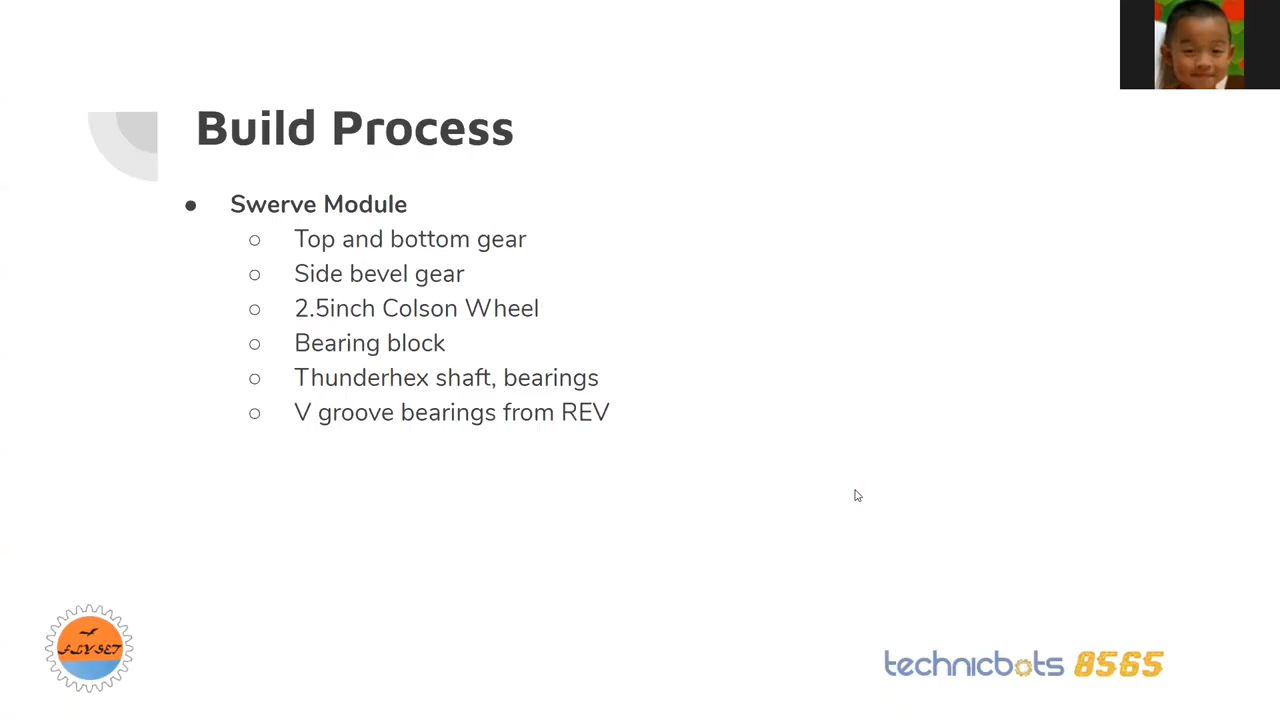 Build Process
● Swerve Module
○ Top and bottom gear
○ Side bevel gear
○ 2.5inch Colson Wheel
○ Bearing block
○ Thunderhex shaft, bearings
○ V groove bearings from REV
FLYSET
technicbots 8565